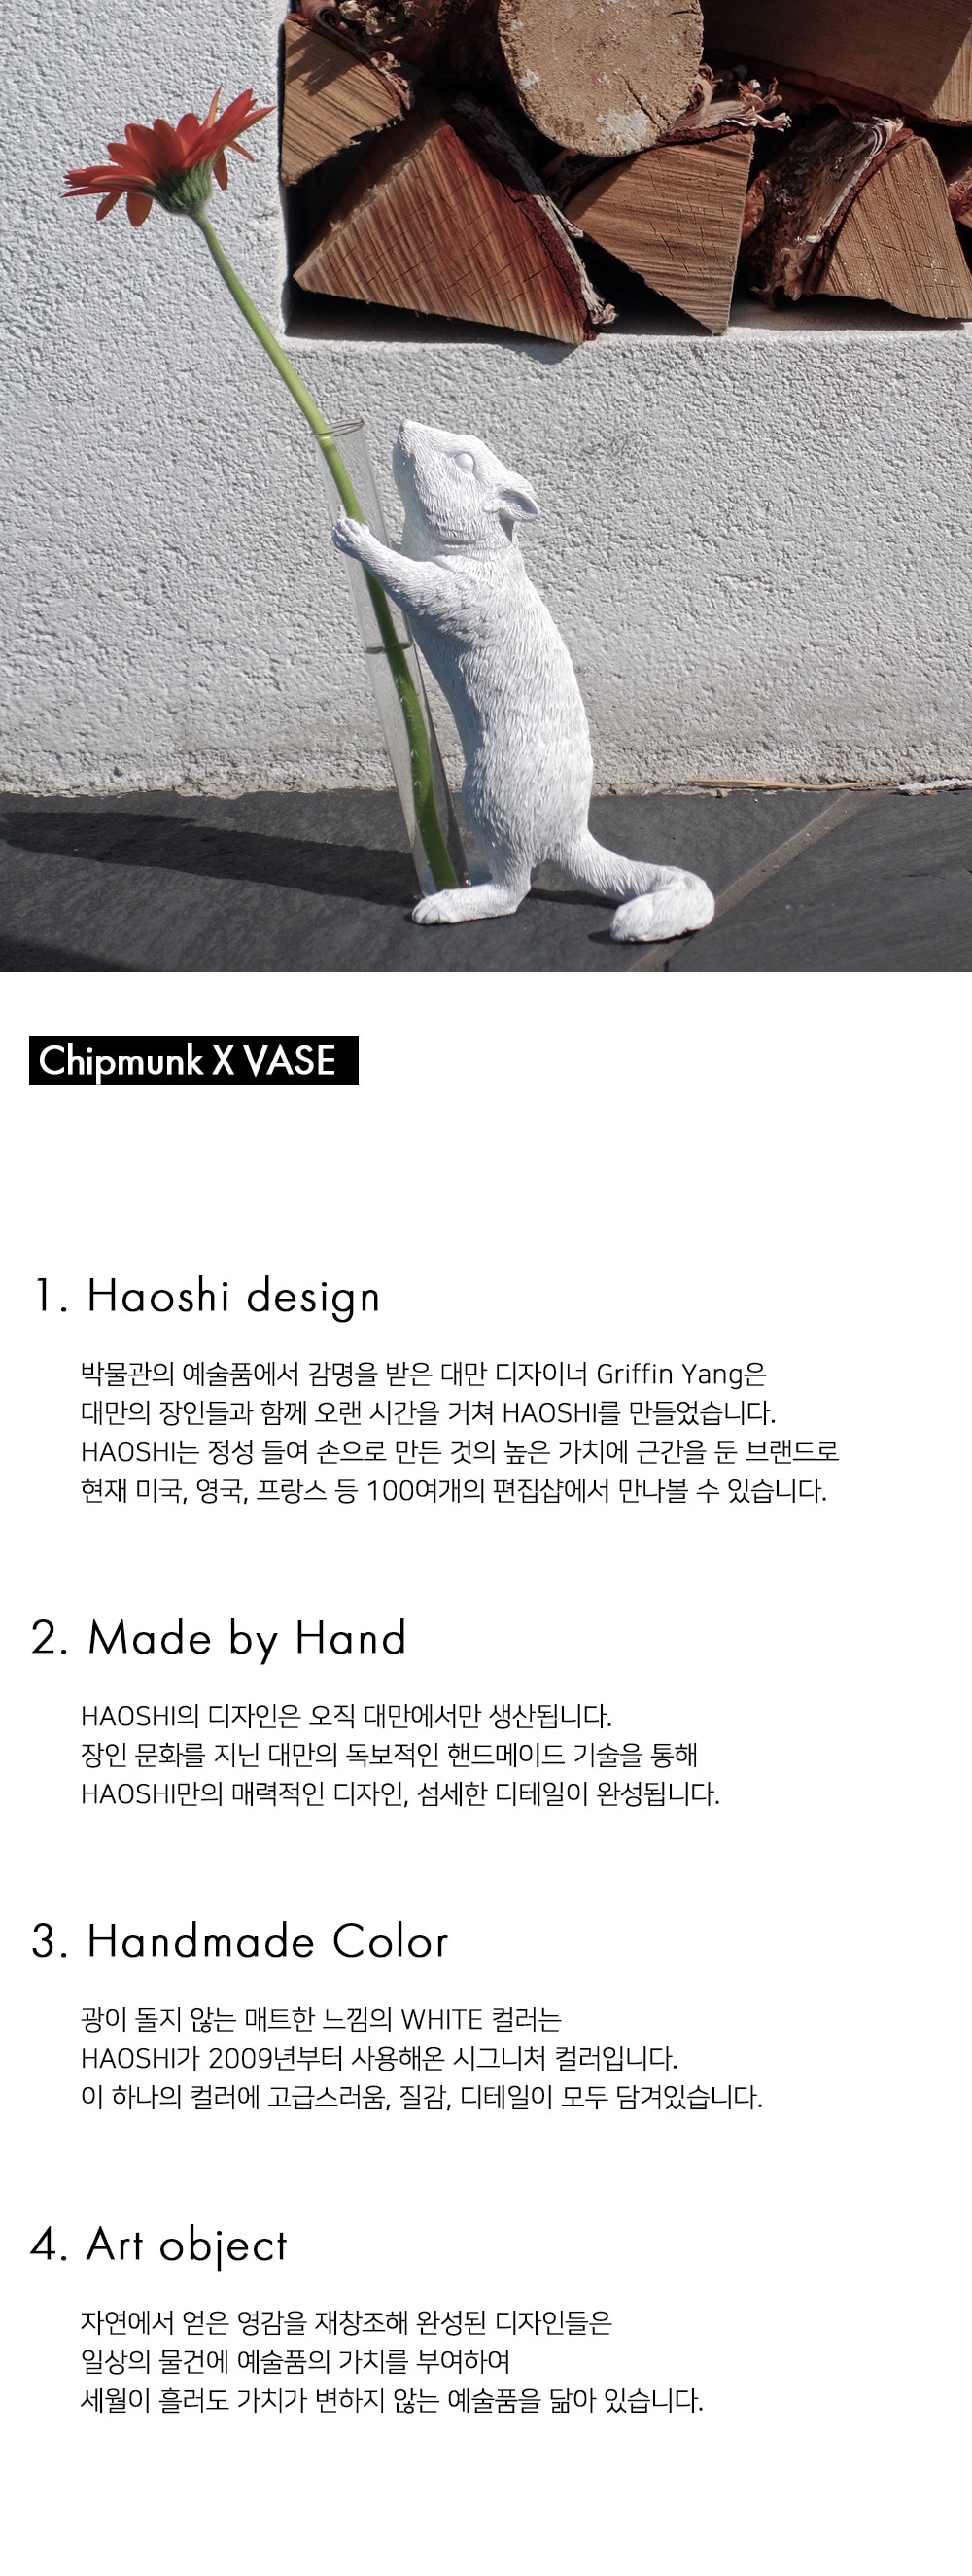 Chipmunk X VASE
1. Haoshi design
박물관의 예술품에서 감명을 받은 대만 디자이너 Griffin Yang은
대만의 장인들과 함께 오랜 시간을 거쳐 HAOSHI를 만들었습니다.
HAOSHI는 정성 들여 손으로 만든 것의 높은 가치에 근간을 둔 브랜드로
현재 미국, 영국, 프랑스 등 100여개의 편집샵에서 만나볼 수 있습니다.
2. Made by Hand
HAOSHI의 디자인은 오직 대만에서만 생산됩니다.
장인 문화를 지닌 대만의 독보적인 핸드메이드 기술을 통해
HAOSHI만의 매력적인 디자인, 섬세한 디테일이 완성됩니다.
3. Handmade Color
광이 돌지 않는 매트한 느낌의 WHITE 컬러는
HAOSHI가 2009년부터 사용해온 시그니처 컬러입니다.
이 하나의 컬러에 고급스러움, 질감, 디테일이 모두 담겨있습니다.
4. Art object
자연에서 얻은 영감을 재창조해 완성된 디자인들은
일상의 물건에 예술품의 가치를 부여하여
세월이 흘러도 가치가 변하지 않는 예술품을 닮아 있습니다.